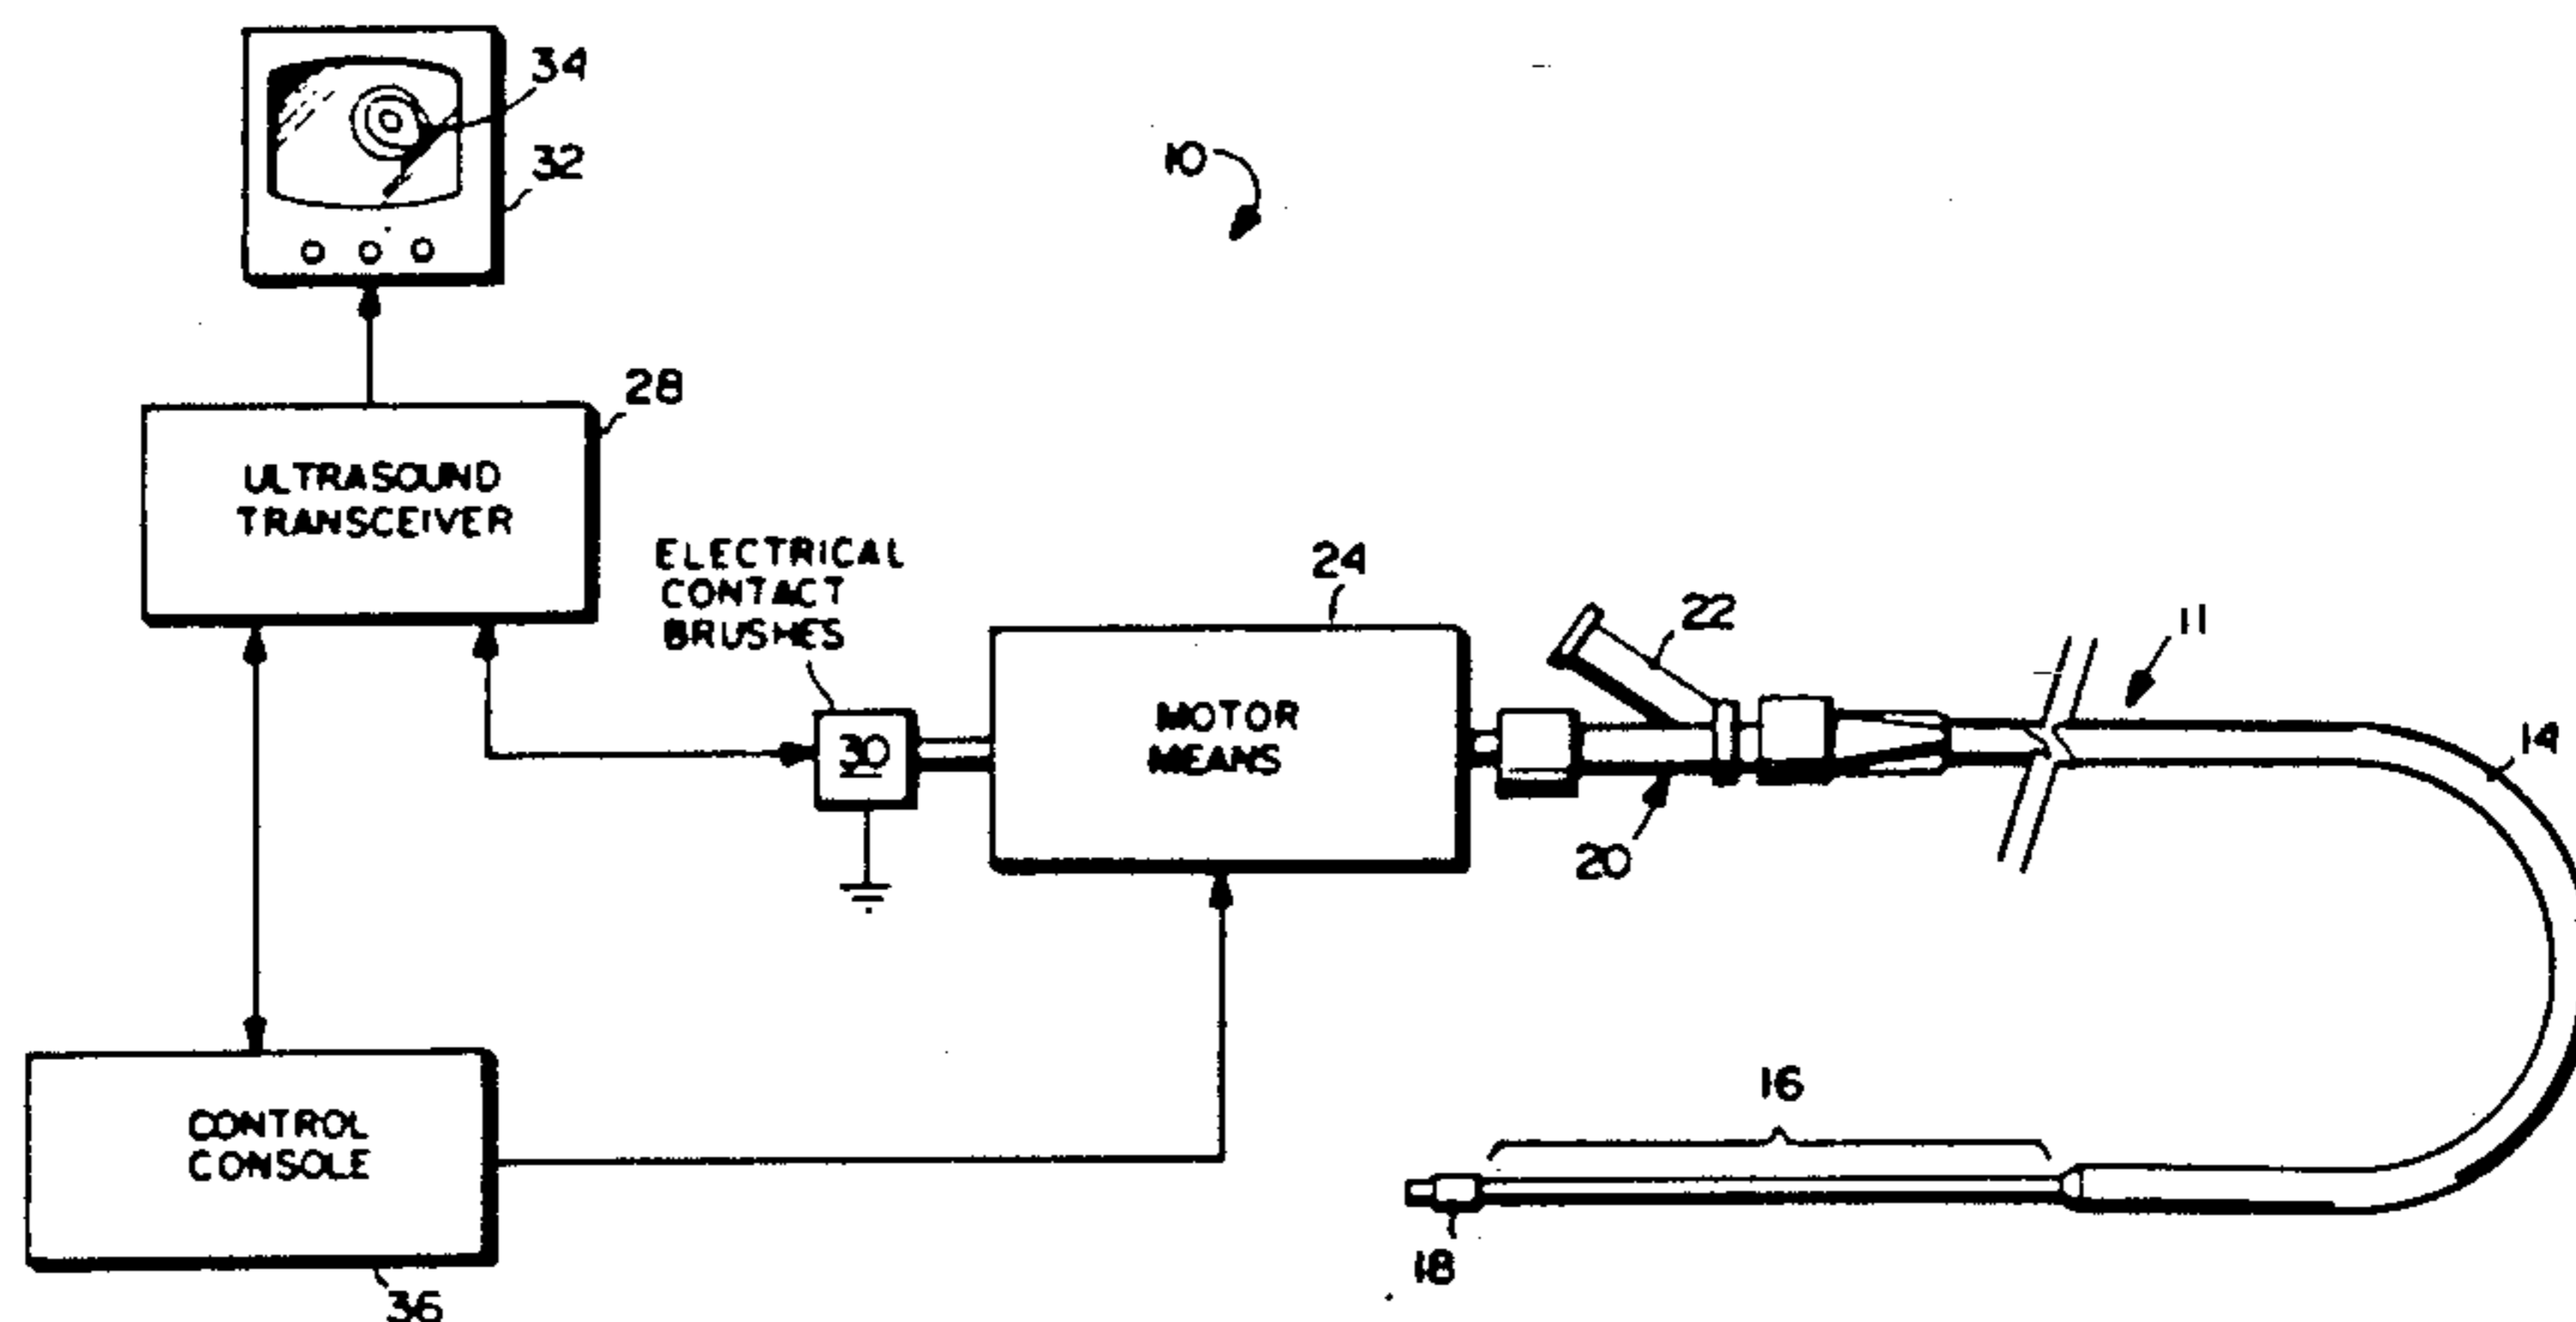 34
32
10
28
ULTRASOUND
TRANSCEIVER
ELECTRICAL
CONTACT
BRUSHES
30
24
MOTOR
MEANS
22
20
11
14
16
18
CONTROL
CONSOLE
36